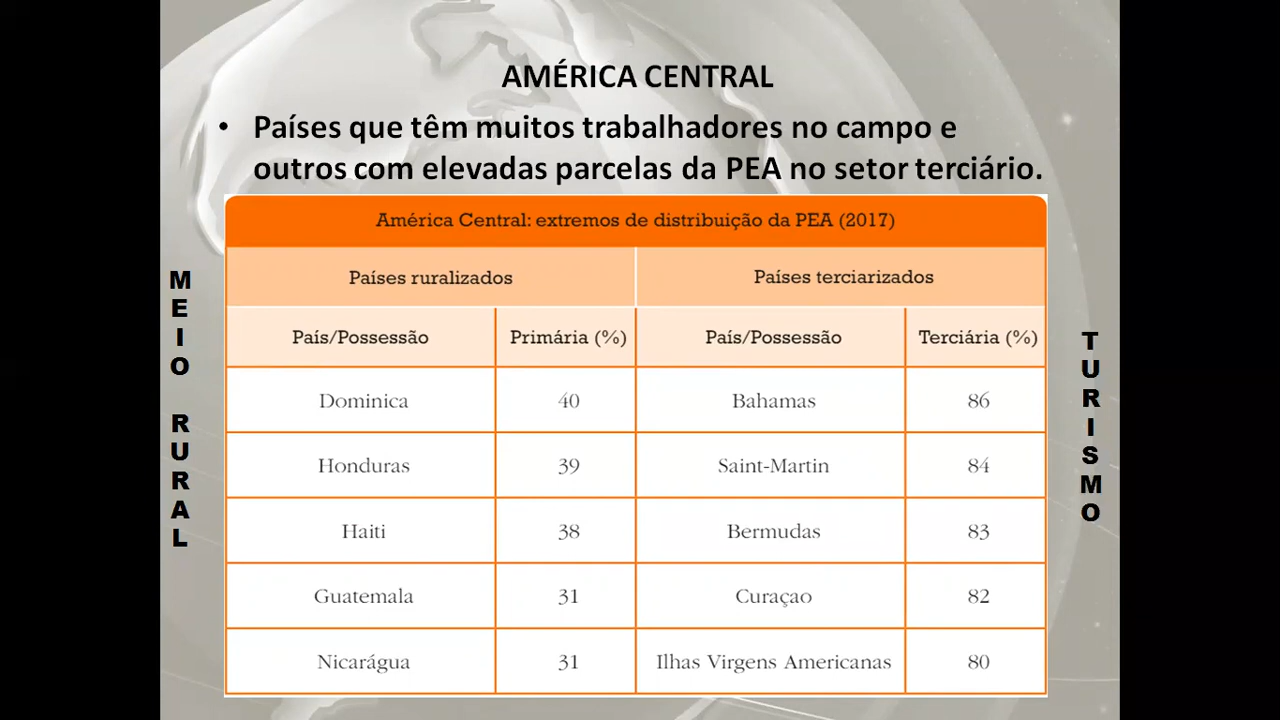 AMÉRICA CENTRAL
• Países que têm muitos trabalhadores no campo e
outros com elevadas parcelas da PEA no setor terciário.
América Central: extremos de distribuição da PEA (2017)
Países ruralizados Países terciarizados
País/Possessão Primária (%) País/Possessão Terciária (%)
Dominica 40 Bahamas 86
Honduras 39 Saint-Martin 84
Haiti 38 Bermudas 83
Guatemala 31 Curaçao 82
Nicarágua 31 Ilhas Virgens Americanas 80
MEIO RURAL
TURISMO